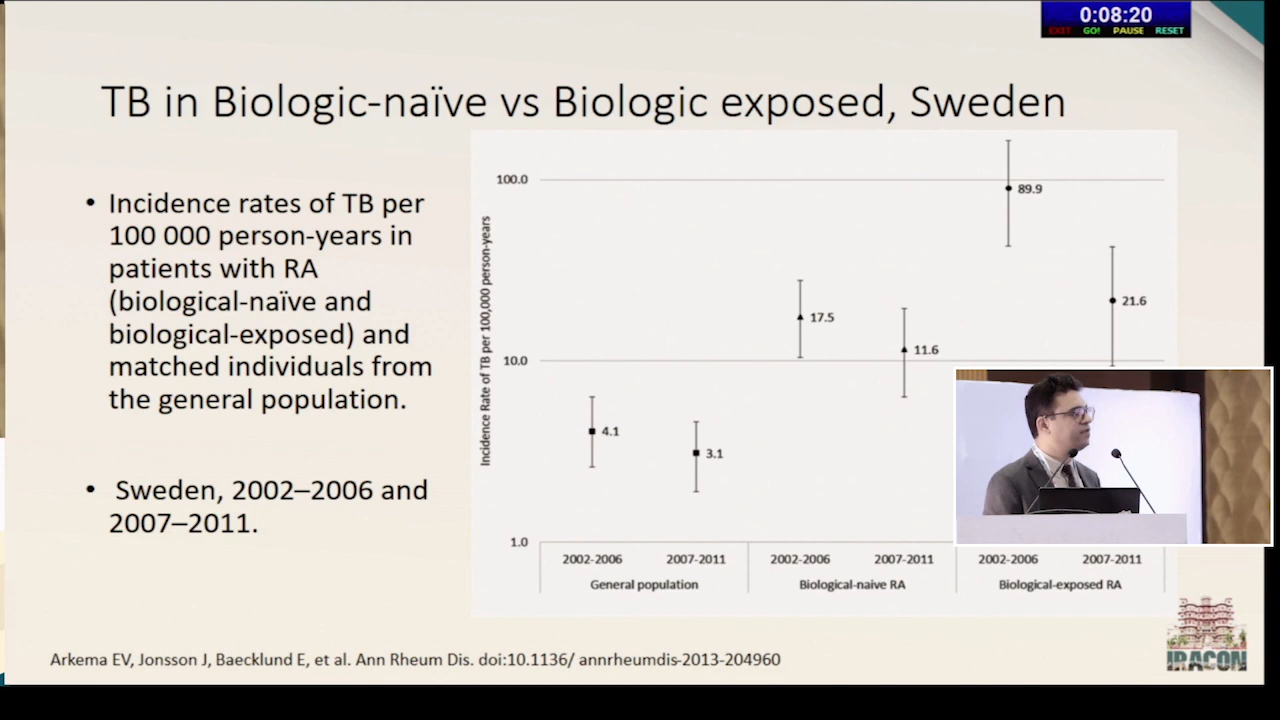 0:08:20
EXIT GO! PAUSE RESET
TB in Biologic-naïve vs Biologic exposed, Sweden
• Incidence rates of TB per
100 000 person-years in
patients with RA
(biological-naïve and
biological-exposed) and
matched individuals from
the general population.
• Sweden, 2002–2006 and
2007–2011.
Incidence Rate of TB per 100,000 person-years
100.0
10.0
1.0
4.1
3.1
17.5
11.6
89.9
21.6
2002-2006 2007-2011 2002-2006 2007-2011 2002-2006 2007-2011
General population Biological-naive RA Biological-exposed RA
Arkema EV, Jonsson J, Baecklund E, et al. Ann Rheum Dis. doi:10.1136/ annrheumdis-2013-204960
IRACON